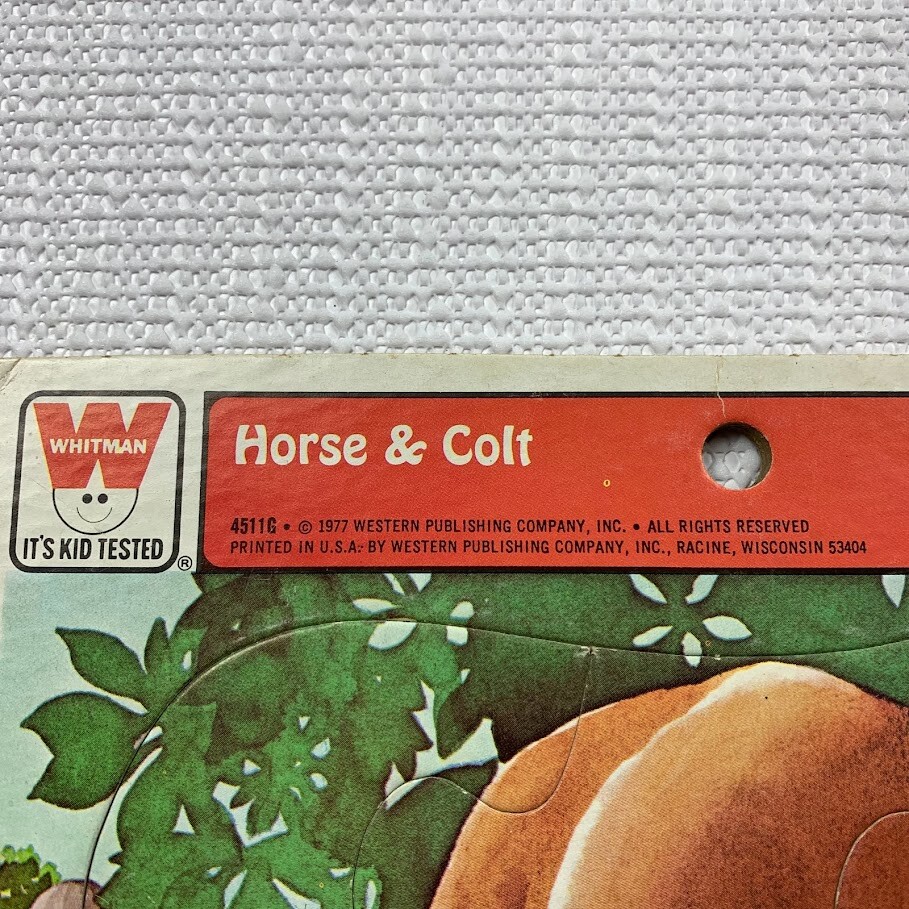 WHITMAN
IT'S KID TESTED
®
Horse & Colt
4511G • © 1977 WESTERN PUBLISHING COMPANY, INC. • ALL RIGHTS RESERVED
PRINTED IN U.S.A. BY WESTERN PUBLISHING COMPANY, INC., RACINE, WISCONSIN 53404